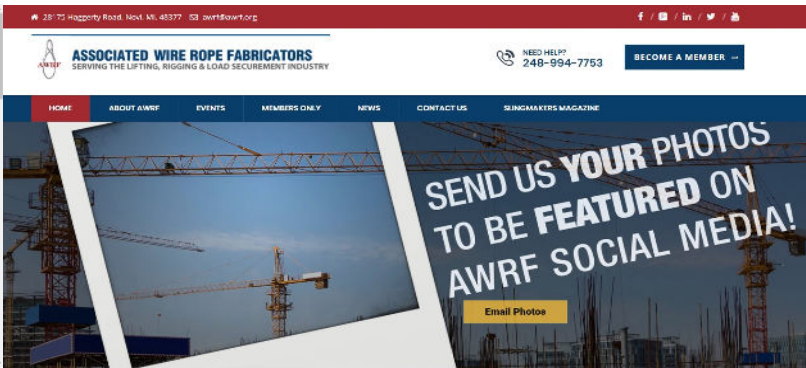 28175 Haggerty Road, Novi, MI, 48377 awrf@awrf.org
/ / in / /
AWRF
ASSOCIATED WIRE ROPE FABRICATORS
SERVING THE LIFTING, RIGGING & LOAD SECUREMENT INDUSTRY
NEED HELP?
248-994-7753
BECOME A MEMBER →
HOME ABOUT AWRF EVENTS MEMBERS ONLY NEWS CONTACT US SLINGMAKERS MAGAZINE
SEND US YOUR PHOTOS
TO BE FEATURED ON
AWRF SOCIAL MEDIA!
Email Photos